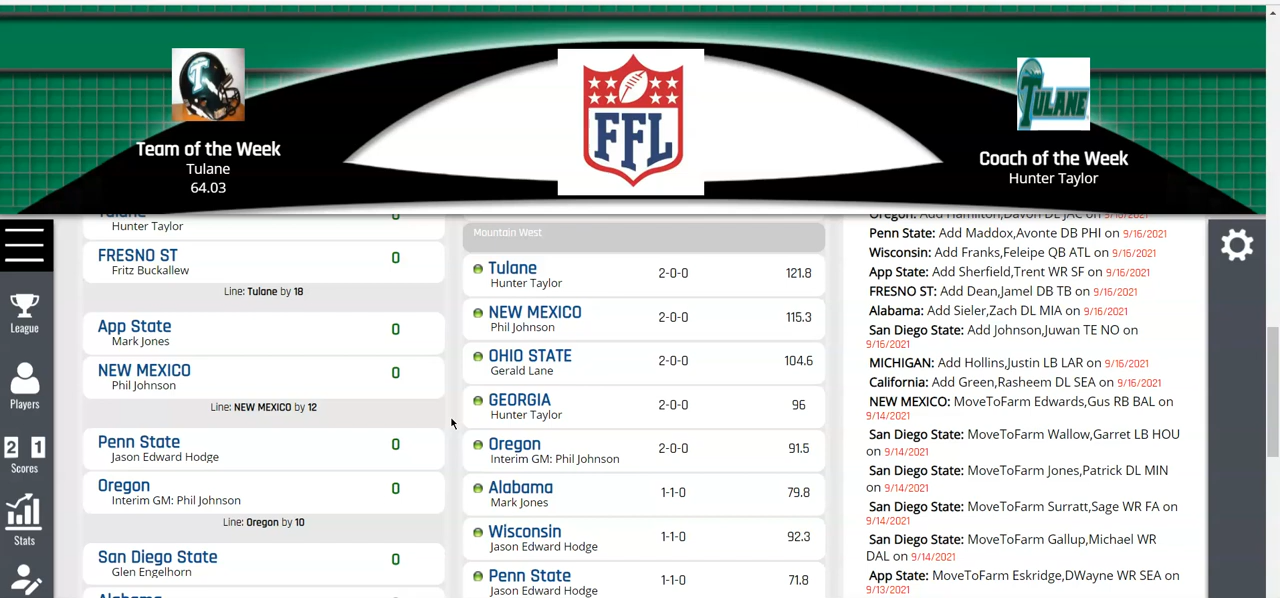 Team of the Week
Tulane
64.03
FFL
TULANE
Coach of the Week
Hunter Taylor
League
Players
2 1
Scores
Stats
Tulane 0
Hunter Taylor
FRESNO ST 0
Fritz Buckallew
Line: Tulane by 18
App State 0
Mark Jones
NEW MEXICO 0
Phil Johnson
Line: NEW MEXICO by 12
Penn State 0
Jason Edward Hodge
Oregon 0
Interim GM: Phil Johnson
Line: Oregon by 10
San Diego State 0
Glen Engelhorn
Alabama
Mountain West
Tulane 2-0-0 121.8
Hunter Taylor
NEW MEXICO 2-0-0 115.3
Phil Johnson
OHIO STATE 2-0-0 104.6
Gerald Lane
GEORGIA 2-0-0 96
Hunter Taylor
Oregon 2-0-0 91.5
Interim GM: Phil Johnson
Alabama 1-1-0 79.8
Mark Jones
Wisconsin 1-1-0 92.3
Jason Edward Hodge
Penn State 1-1-0 71.8
Jason Edward Hodge
Oregon: Add Hamilton,Davon DL JAC on 9/16/2021
Penn State: Add Maddox,Avonte DB PHI on 9/16/2021
Wisconsin: Add Franks,Feleipe QB ATL on 9/16/2021
App State: Add Sherfield,Trent WR SF on 9/16/2021
FRESNO ST: Add Dean,Jamel DB TB on 9/16/2021
Alabama: Add Sieler,Zach DL MIA on 9/16/2021
San Diego State: Add Johnson,Juwan TE NO on
9/16/2021
MICHIGAN: Add Hollins,Justin LB LAR on 9/16/2021
California: Add Green,Rasheem DL SEA on 9/16/2021
NEW MEXICO: MoveToFarm Edwards,Gus RB BAL on
9/14/2021
San Diego State: MoveToFarm Wallow,Garret LB HOU
on 9/14/2021
San Diego State: MoveToFarm Jones,Patrick DL MIN
on 9/14/2021
San Diego State: MoveToFarm Surratt,Sage WR FA on
9/14/2021
San Diego State: MoveToFarm Gallup,Michael WR
DAL on 9/14/2021
App State: MoveToFarm Eskridge,DWayne WR SEA on
9/13/2021